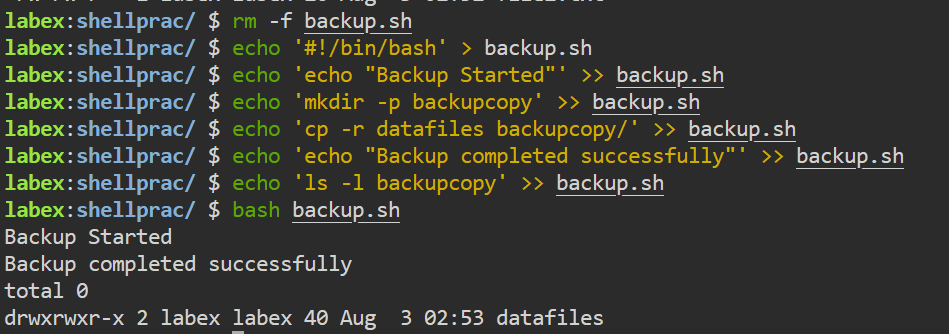 labex:shellprac/ $ rm -f backup.sh
labex:shellprac/ $ echo '#!/bin/bash' > backup.sh
labex:shellprac/ $ echo 'echo "Backup Started"' >> backup.sh
labex:shellprac/ $ echo 'mkdir -p backupcopy' >> backup.sh
labex:shellprac/ $ echo 'cp -r datafiles backupcopy/' >> backup.sh
labex:shellprac/ $ echo 'echo "Backup completed successfully"' >> backup.sh
labex:shellprac/ $ echo 'ls -l backupcopy' >> backup.sh
labex:shellprac/ $ bash backup.sh
Backup Started
Backup completed successfully
total 0
drwxrwxr-x 2 labex labex 40 Aug  3 02:53 datafiles